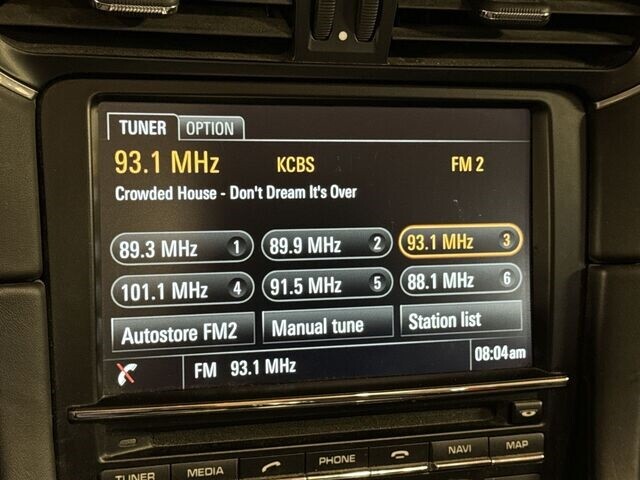 TUNER OPTION
93.1 MHz KCBS FM 2
Crowded House - Don't Dream It's Over
89.3 MHz 1 89.9 MHz 2 93.1 MHz 3
101.1 MHz 4 91.5 MHz 5 88.1 MHz 6
Autostore FM2 Manual tune Station list
FM 93.1 MHz 08:04am
TUNER MEDIA PHONE NAVI MAP